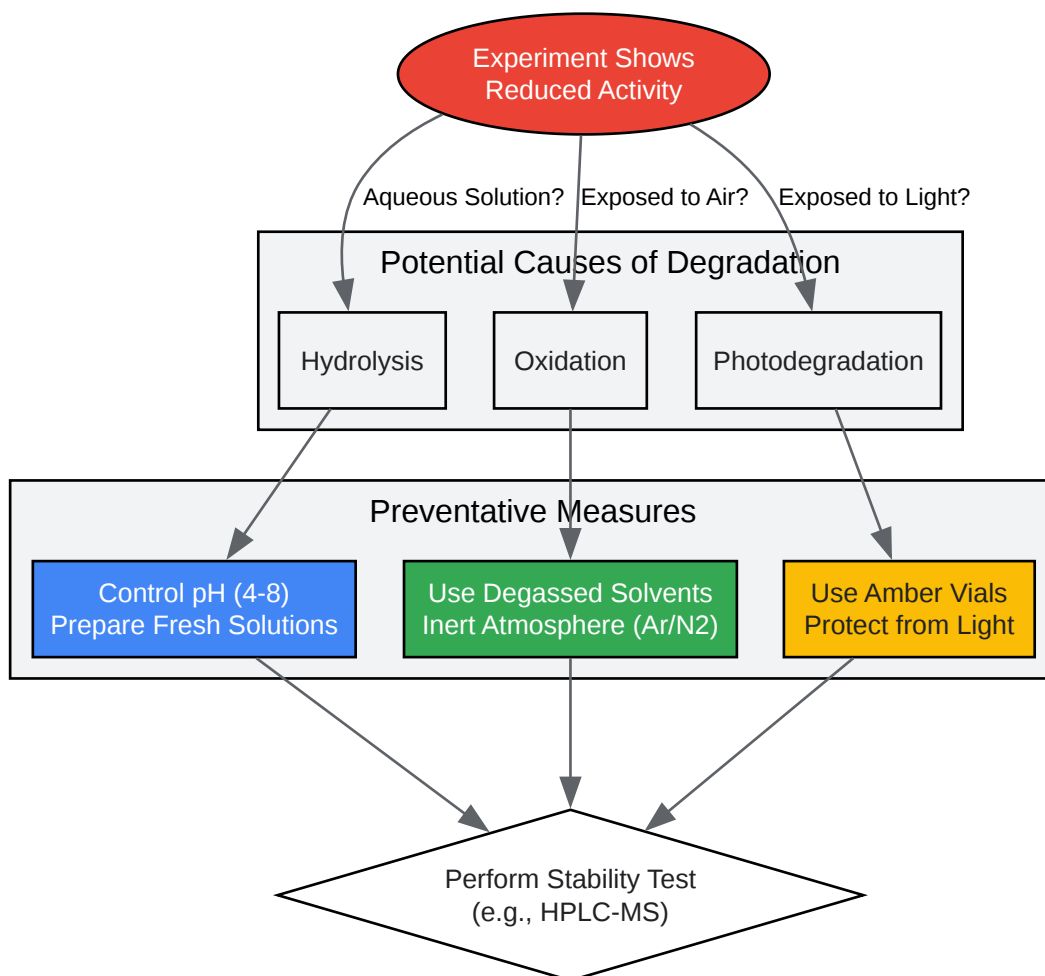 Experiment Shows
Reduced Activity
Aqueous Solution?
Exposed to Air?
Exposed to Light?
Potential Causes of Degradation
Hydrolysis
Oxidation
Photodegradation
Preventative Measures
Control pH (4-8)
Prepare Fresh Solutions
Use Degassed Solvents
Inert Atmosphere (Ar/N2)
Use Amber Vials
Protect from Light
Perform Stability Test
(e.g., HPLC-MS)